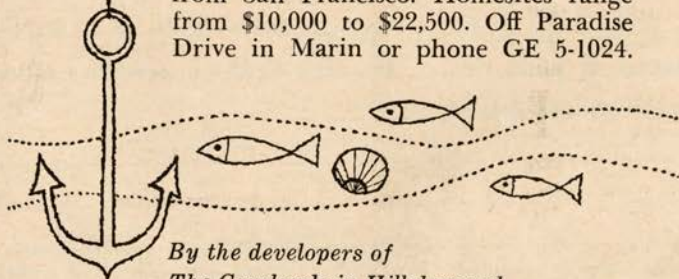 from San Francisco. Homesites range
from $10,000 to $22,500. Off Paradise
Drive in Marin or phone GE 5-1024.
By the developers of
The